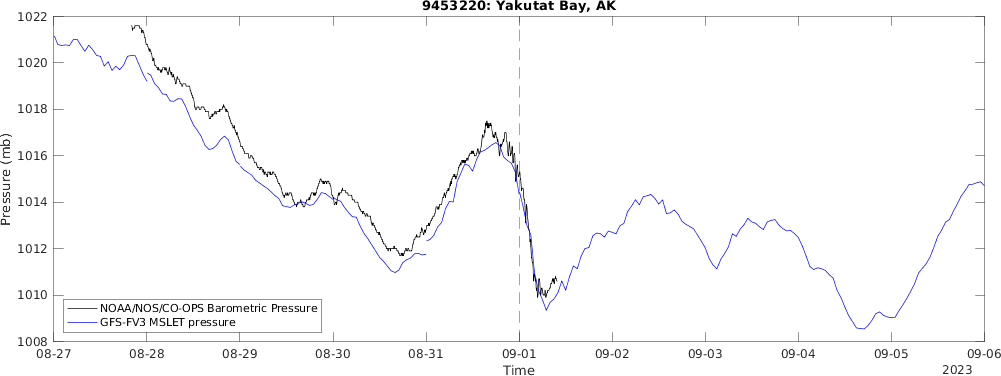 9453220: Yakutat Bay, AK
1022
1020
1018
1016
1014
1012
1010
1008
Pressure (mb)
NOAA/NOS/CO-OPS Barometric Pressure
GFS-FV3 MSLET pressure
08-27 08-28 08-29 08-30 08-31 09-01 09-02 09-03 09-04 09-05 09-06
Time
2023